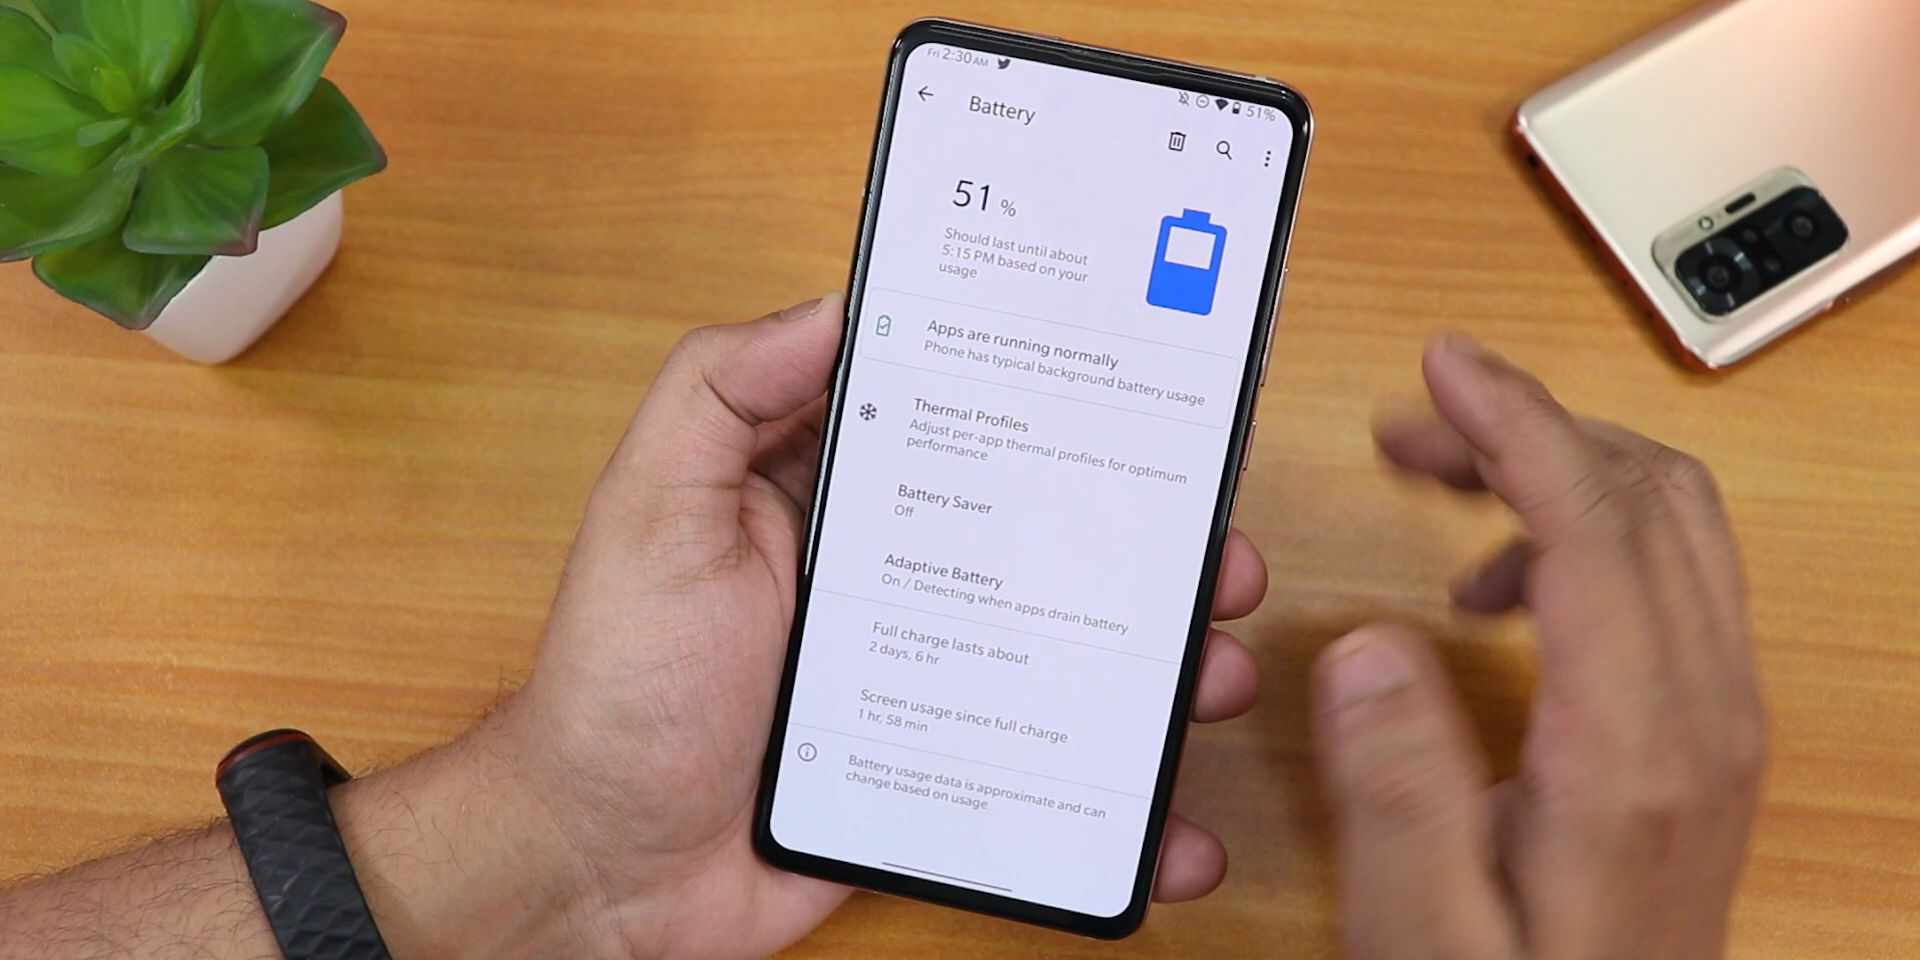 Fri 2:30 AM
51%
Battery
51 %
Should last until about
5:15 PM based on your
usage
Apps are running normally
Phone has typical background battery usage
Thermal Profiles
Adjust per-app thermal profiles for optimum
performance
Battery Saver
Off
Adaptive Battery
On / Detecting when apps drain battery
Full charge lasts about
2 days, 6 hr
Screen usage since full charge
1 hr, 58 min
Battery usage data is approximate and can
change based on usage